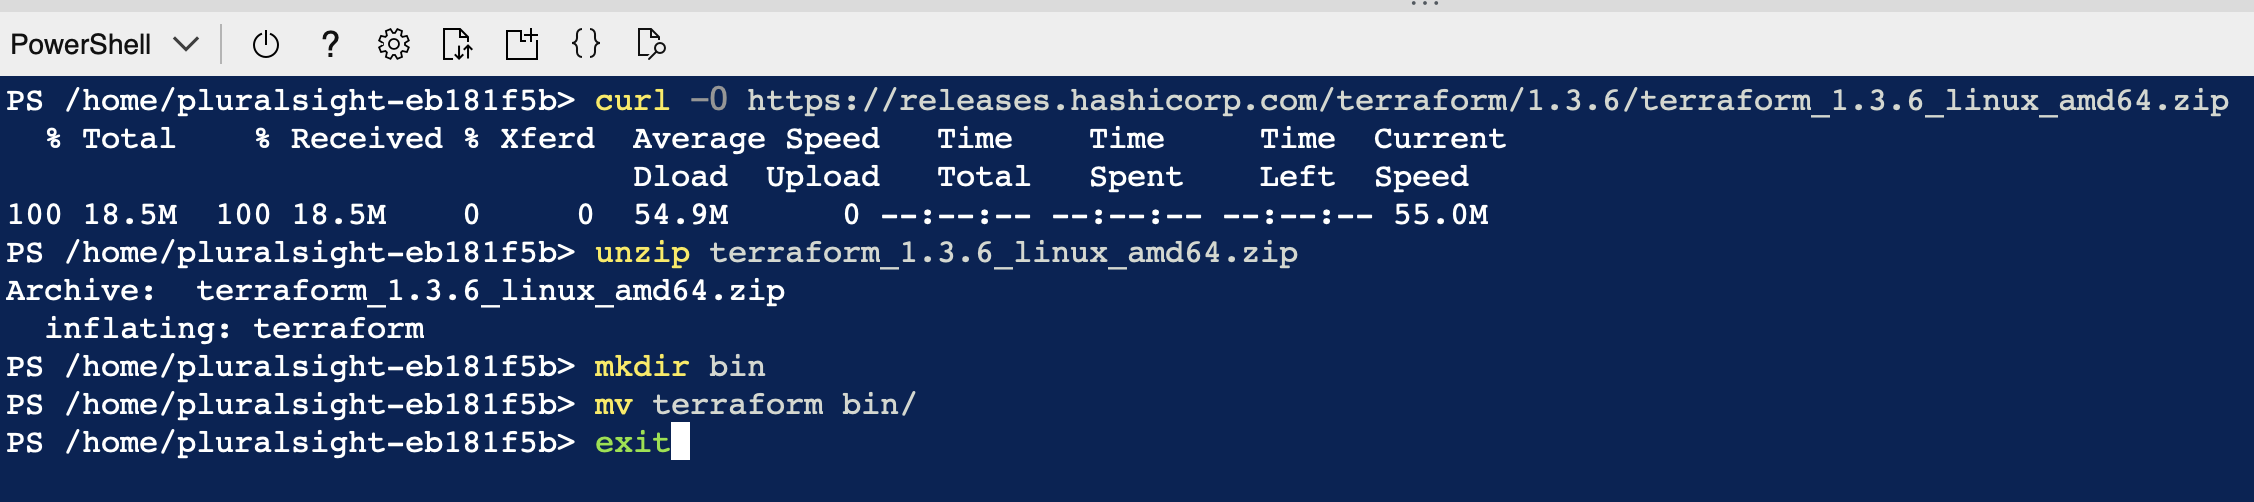 PowerShell
PS /home/pluralsight-eb181f5b> curl -O https://releases.hashicorp.com/terraform/1.3.6/terraform_1.3.6_linux_amd64.zip
% Total % Received % Xferd Average Speed Time Time Time Current
Dload Upload Total Spent Left Speed
100 18.5M 100 18.5M 0 0 54.9M 0 --:--:-- --:--:-- --:--:-- 55.0M
PS /home/pluralsight-eb181f5b> unzip terraform_1.3.6_linux_amd64.zip
Archive: terraform_1.3.6_linux_amd64.zip
inflating: terraform
PS /home/pluralsight-eb181f5b> mkdir bin
PS /home/pluralsight-eb181f5b> mv terraform bin/
PS /home/pluralsight-eb181f5b> exit